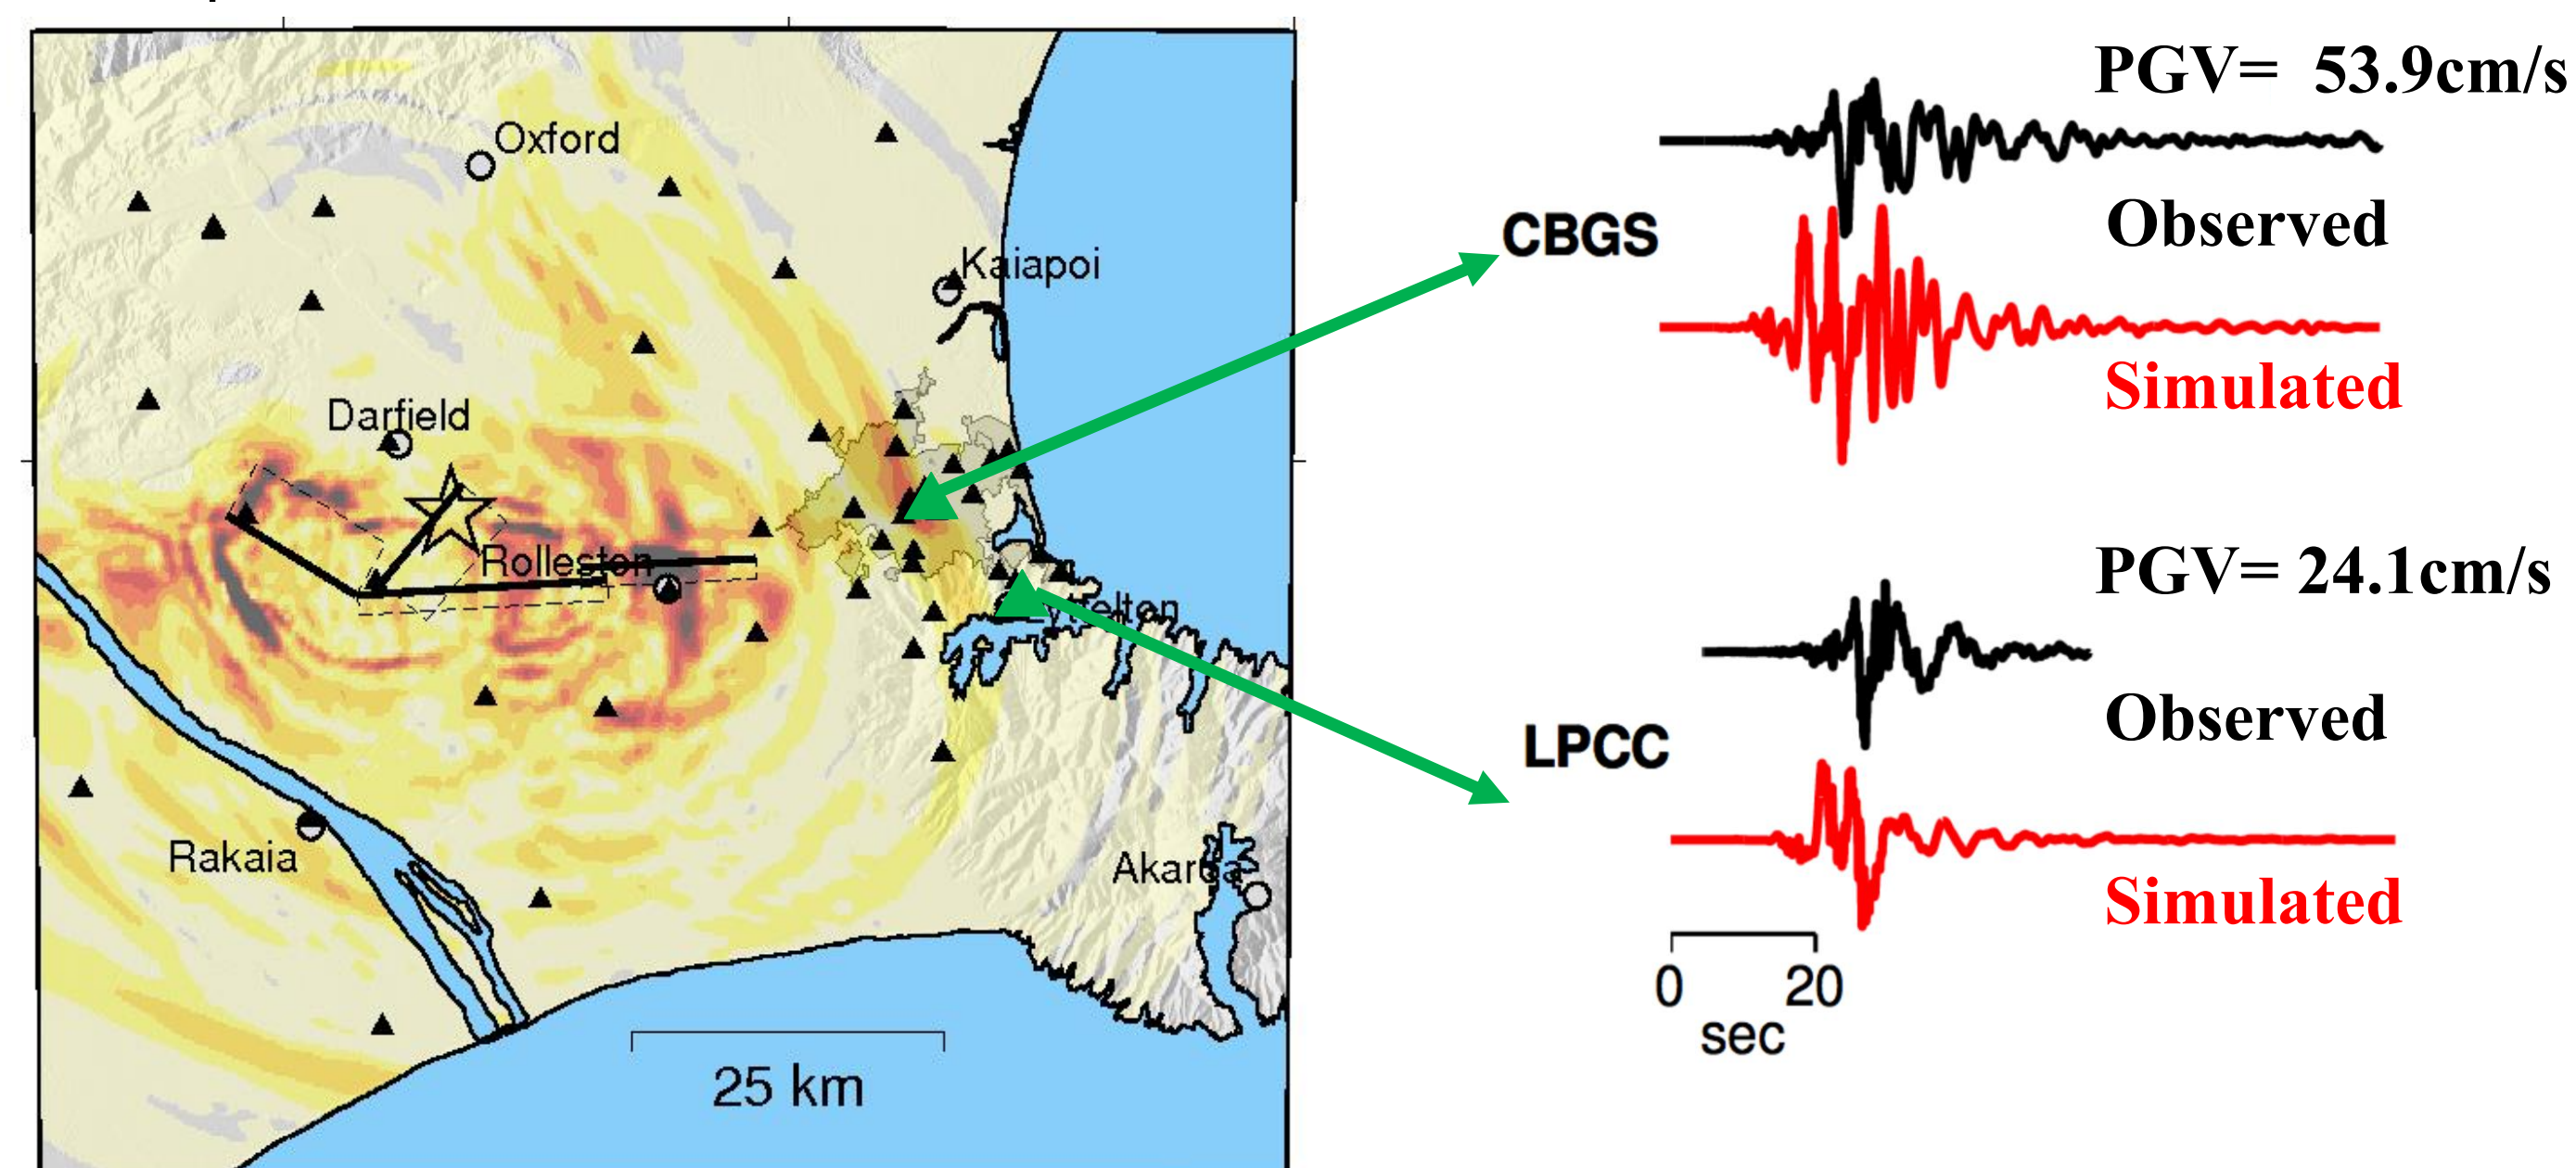 Oxford
Kaiapoi
Darfield
Rolleston
Rakaia
Akaroa
25 km
PGV= 53.9cm/s
Observed
CBGS
Simulated
PGV= 24.1cm/s
Observed
LPCC
Simulated
0 20
sec